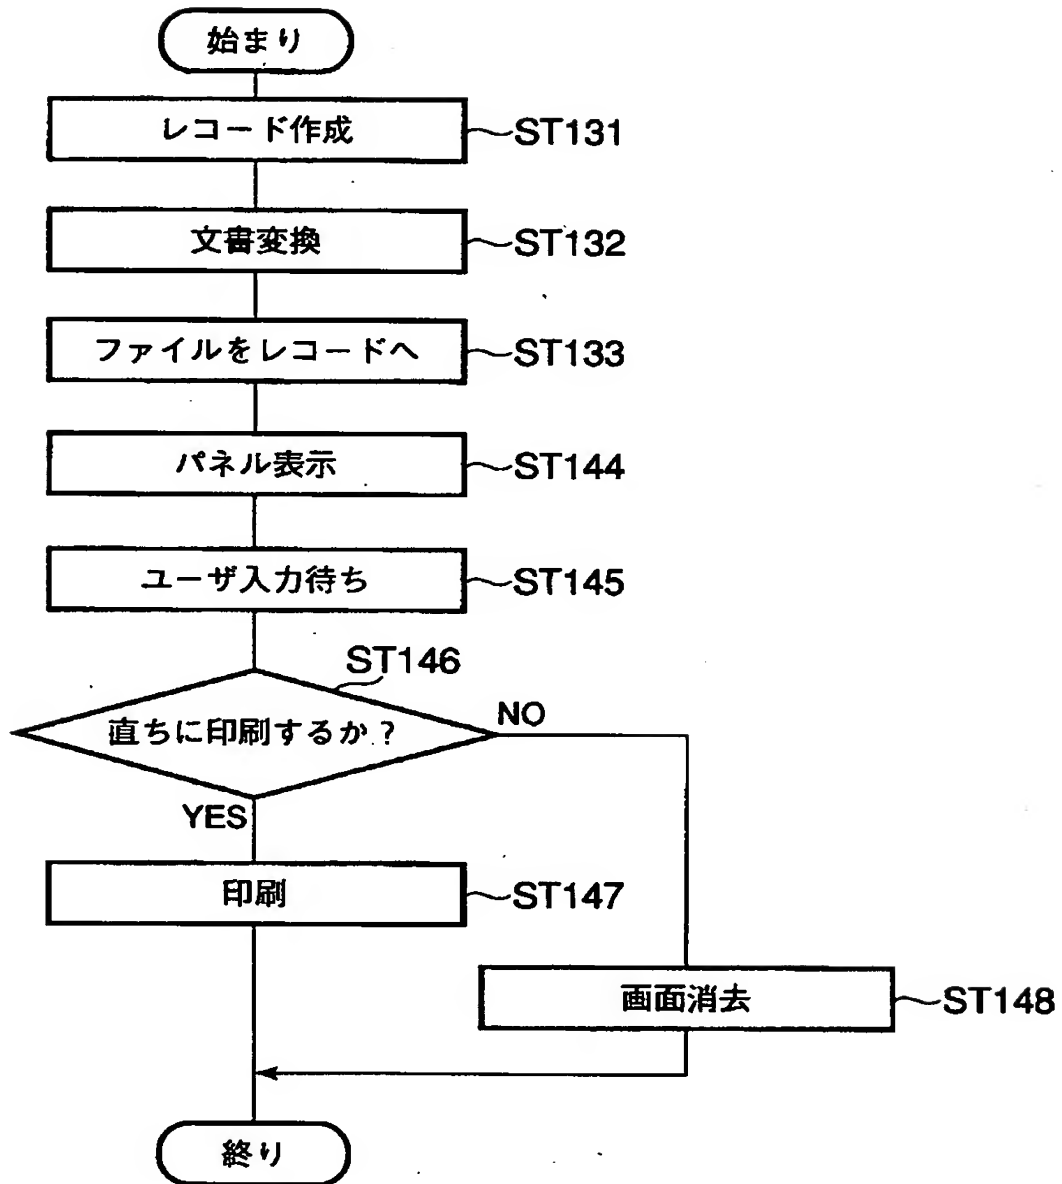 始まり
レコード作成 ST131
文書変換 ST132
ファイルをレコードへ ST133
パネル表示 ST144
ユーザ入力待ち ST145
ST146
直ちに印刷するか?
NO
YES
印刷 ST147
画面消去 ST148
終り